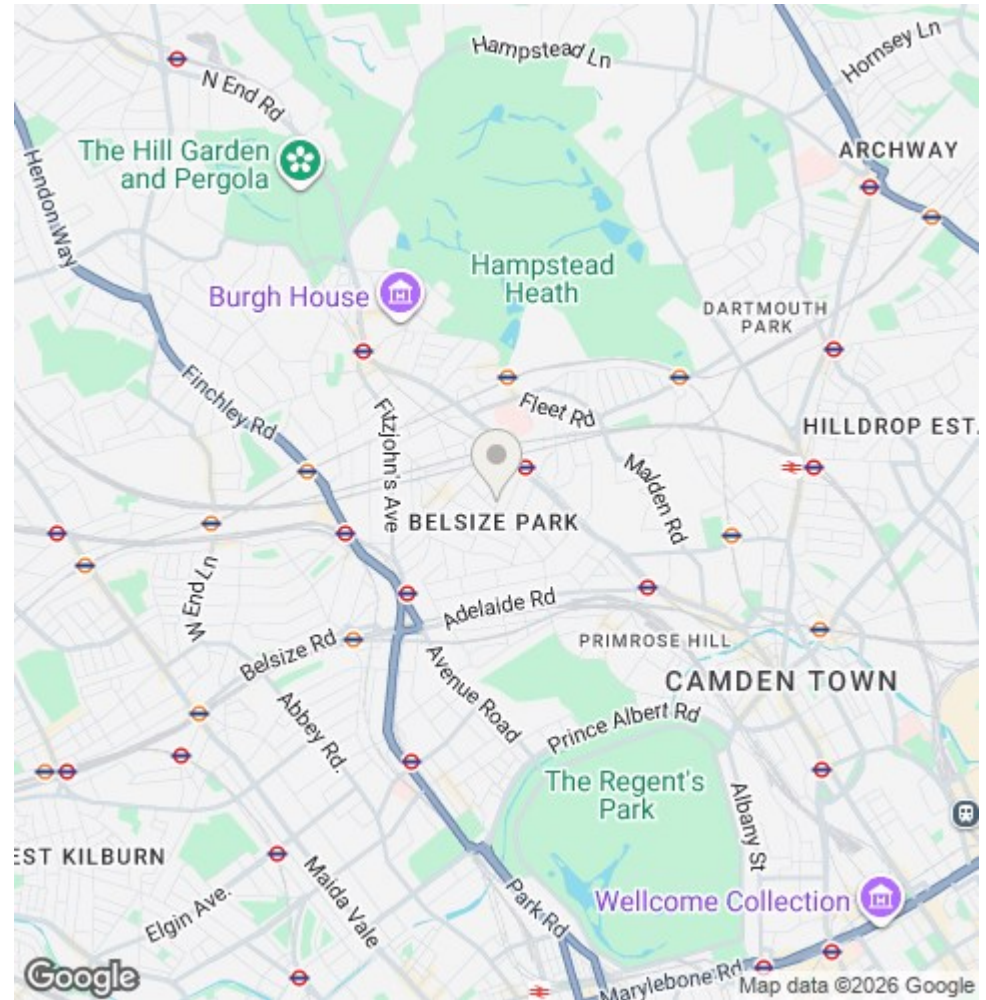 Hampstead Ln
Hornsey Ln
N End Rd
The Hill Garden
and Pergola
ARCHWAY
Hendon Way
Hampstead
Heath
Burgh House
DARTMOUTH
PARK
Finchley Rd
Fitzjohn's Ave
Fleet Rd
HILLDROP EST.
Malden Rd
BELSIZE PARK
W End Ln
Adelaide Rd
Belsize Rd
PRIMROSE HILL
Avenue Road
CAMDEN TOWN
Abbey Rd.
Prince Albert Rd
The Regent's
Park
Albany St
EST KILBURN
Maida Vale
Elgin Ave.
Park Rd
Wellcome Collection
Marylebone Rd
Google
Map data ©2026 Google